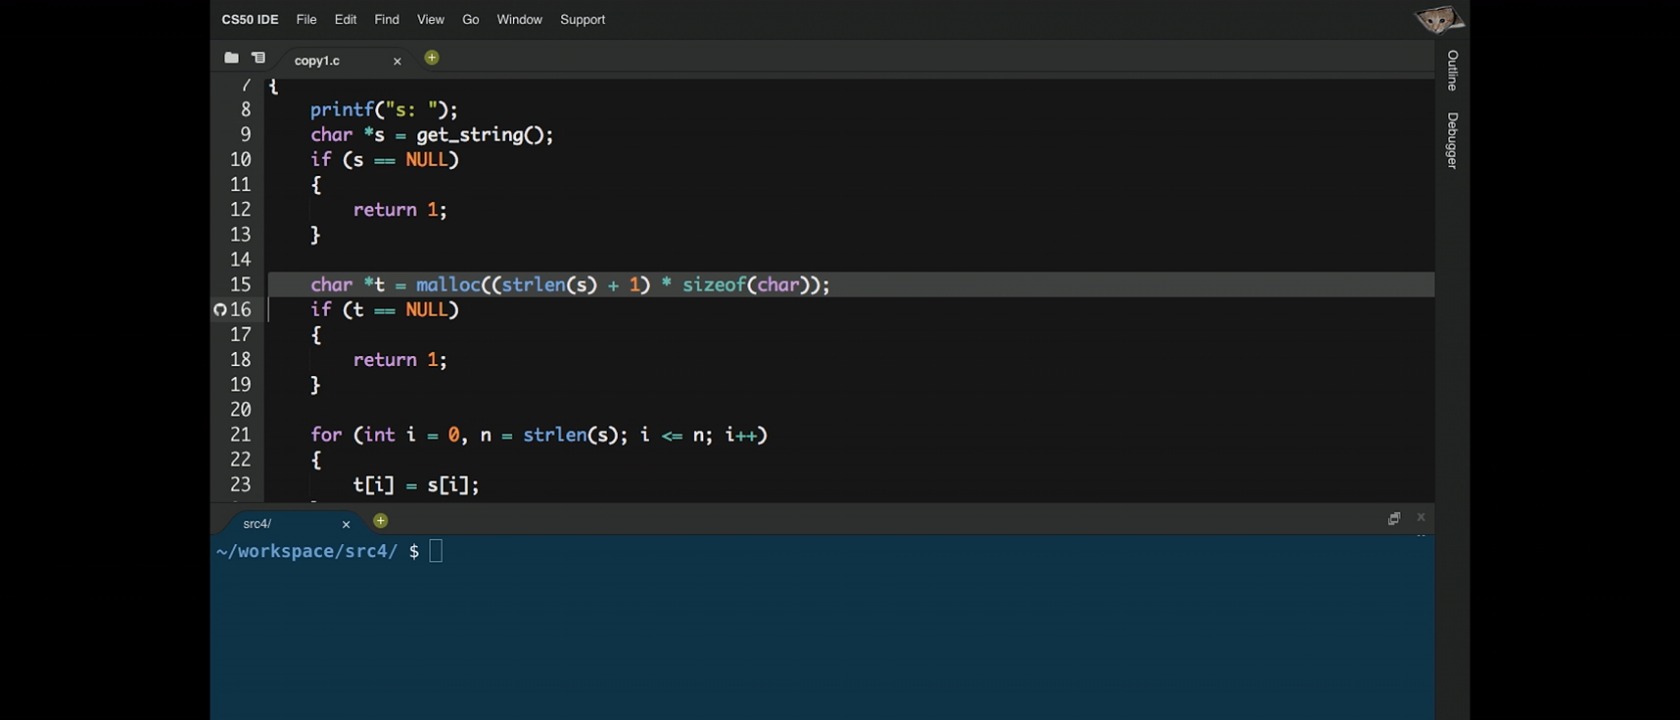 CS50 IDE File Edit Find View Go Window Support
copy1.c
Outline
Debugger
7 {
8 printf("s: ");
9 char *s = get_string();
10 if (s == NULL)
11 {
12 return 1;
13 }
14
15 char *t = malloc((strlen(s) + 1) * sizeof(char));
16 if (t == NULL)
17 {
18 return 1;
19 }
20
21 for (int i = 0, n = strlen(s); i <= n; i++)
22 {
23 t[i] = s[i];
src4/
~/workspace/src4/ $